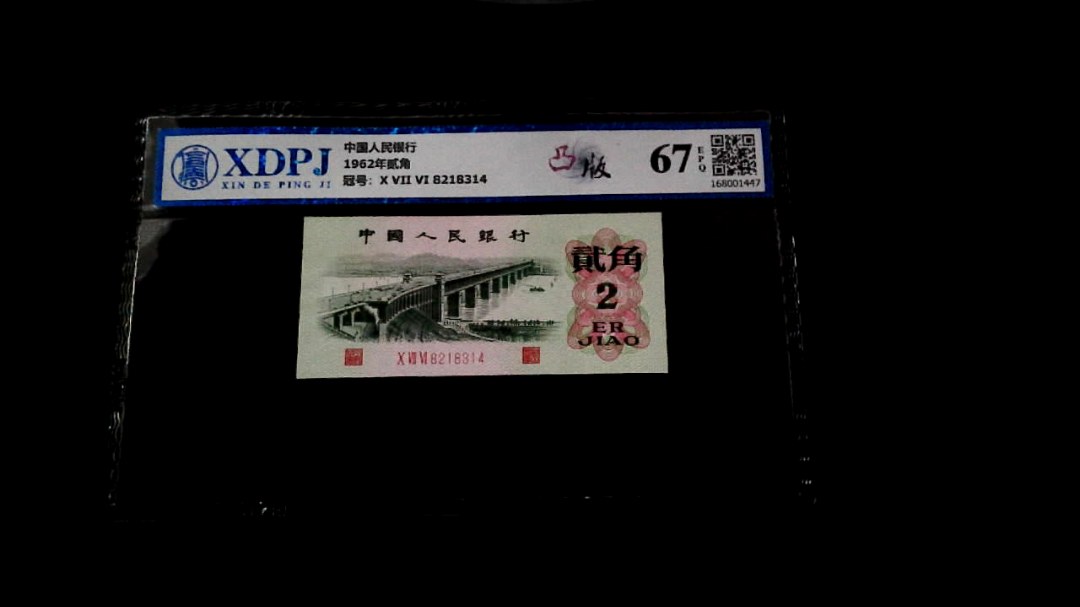 XDPJ
XIN DE PING JI
中国人民银行
1962年贰角
冠号: X VII VI 8218314
凸版
67
EPQ
168001447
中國人民銀行
貳角
2
ER
JIAO
X VII VI 8218314